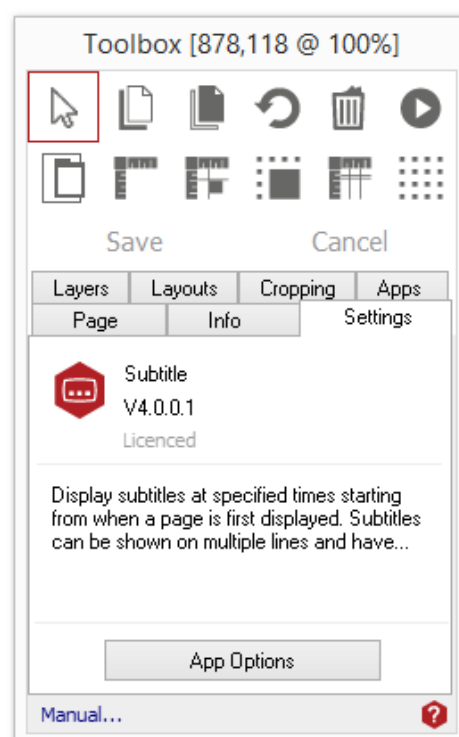 Toolbox [878,118 @ 100%]
Save Cancel
Layers Layouts Cropping Apps
Page Info Settings
Subtitle
V4.0.0.1
Licenced
Display subtitles at specified times starting
from when a page is first displayed. Subtitles
can be shown on multiple lines and have...
App Options
Manual... ?